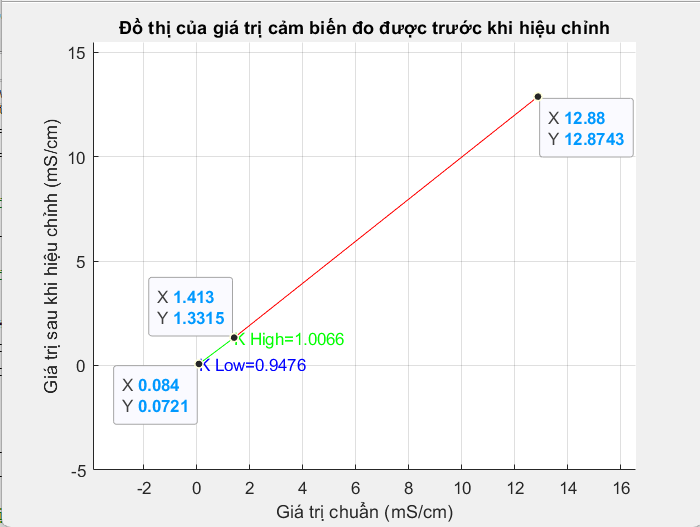 Đồ thị của giá trị cảm biến đo được trước khi hiệu chỉnh
15
X 12.88
Y 12.8743
10
Giá trị sau khi hiệu chỉnh (mS/cm)
5
X 1.413
Y 1.3315
K High=1.0066
0
K Low=0.9476
X 0.084
Y 0.0721
-5
-2 0 2 4 6 8 10 12 14 16
Giá trị chuẩn (mS/cm)